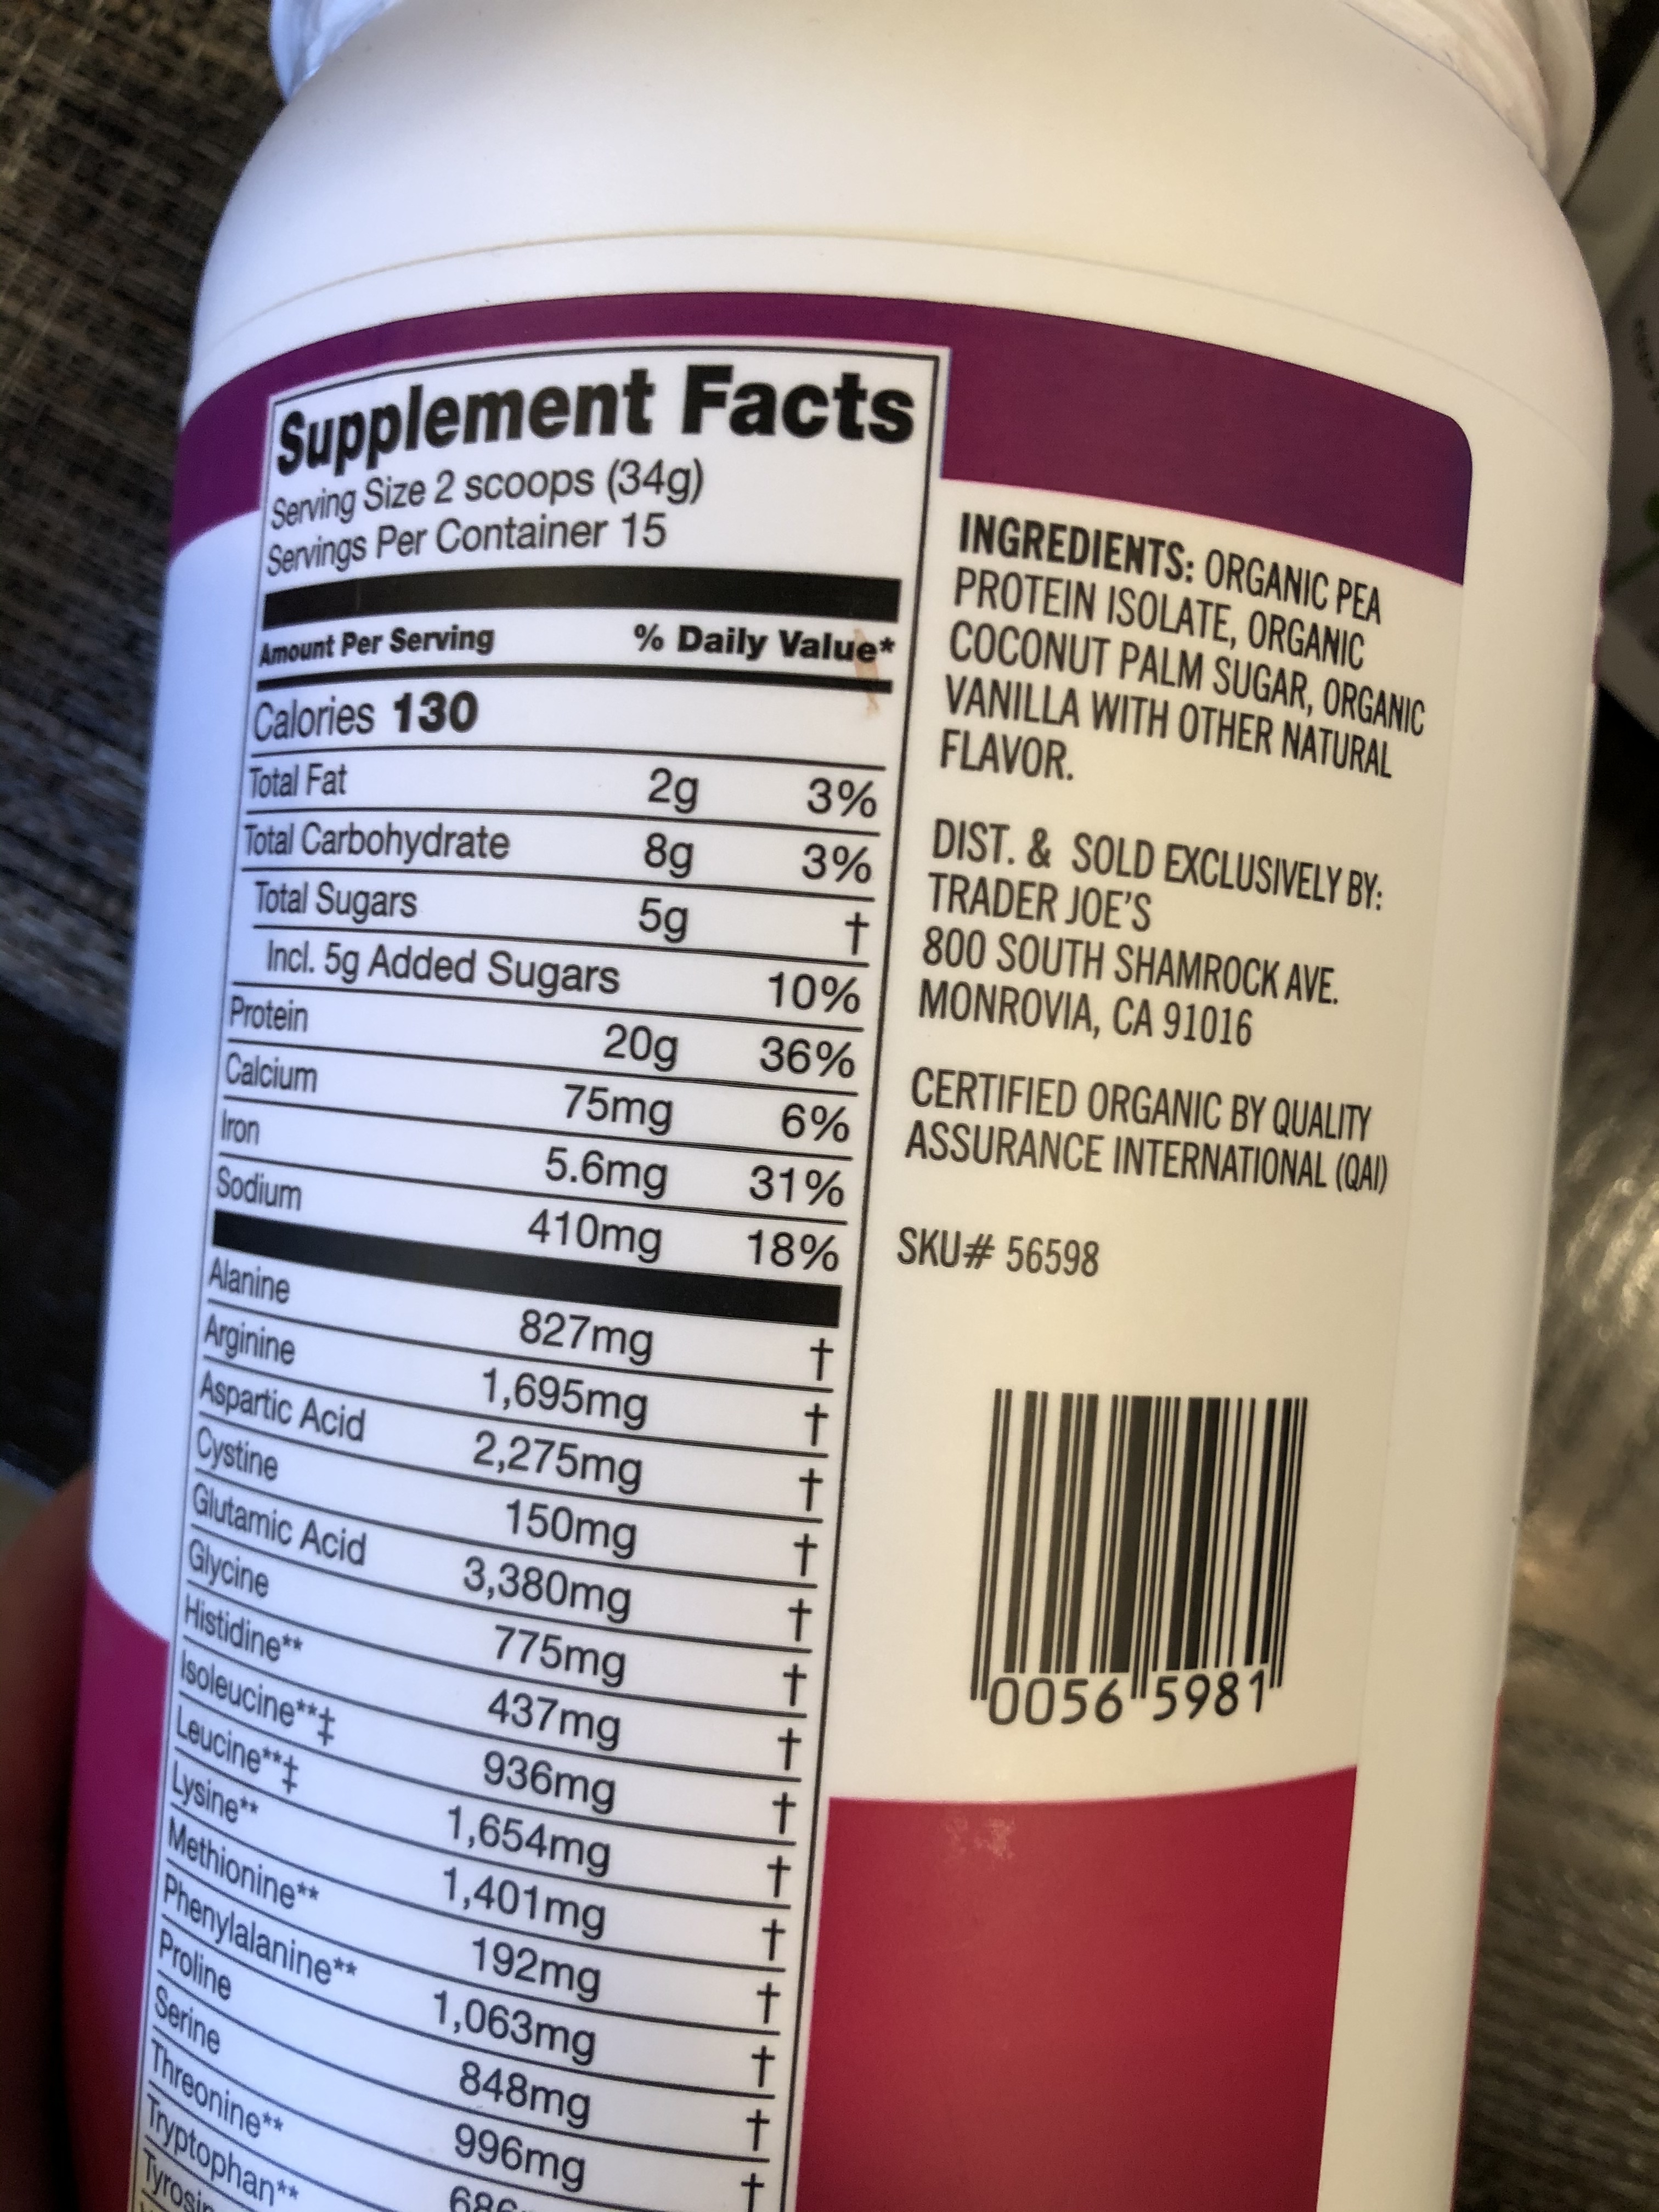 Supplement Facts
Serving Size 2 scoops (34g)
Servings Per Container 15
Amount Per Serving % Daily Value*
Calories 130
Total Fat 2g 3%
Total Carbohydrate 8g 3%
Total Sugars 5g †
Incl. 5g Added Sugars 10%
Protein 20g 36%
Calcium 75mg 6%
Iron 5.6mg 31%
Sodium 410mg 18%
Alanine 827mg †
Arginine 1,695mg †
Aspartic Acid 2,275mg †
Cystine 150mg †
Glutamic Acid 3,380mg †
Glycine 775mg †
Histidine** 437mg †
Isoleucine**‡ 936mg †
Leucine**‡ 1,654mg †
Lysine** 1,401mg †
Methionine** 192mg †
Phenylalanine** 1,063mg †
Proline 848mg †
Serine 996mg †
Threonine**
Tryptophan**
INGREDIENTS: ORGANIC PEA
PROTEIN ISOLATE, ORGANIC
COCONUT PALM SUGAR, ORGANIC
VANILLA WITH OTHER NATURAL
FLAVOR.
DIST. & SOLD EXCLUSIVELY BY:
TRADER JOE'S
800 SOUTH SHAMROCK AVE.
MONROVIA, CA 91016
CERTIFIED ORGANIC BY QUALITY
ASSURANCE INTERNATIONAL (QAI)
SKU# 56598
0056 5981